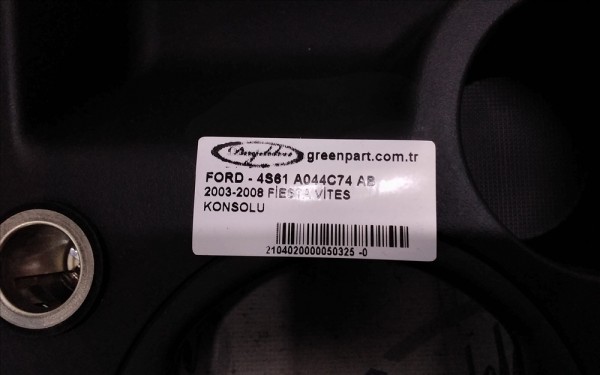 greenpart.com.tr
FORD - 4S61 A044C74 AB
2003-2008 FİESTA VİTES
KONSOLU
2104020000050325 -0